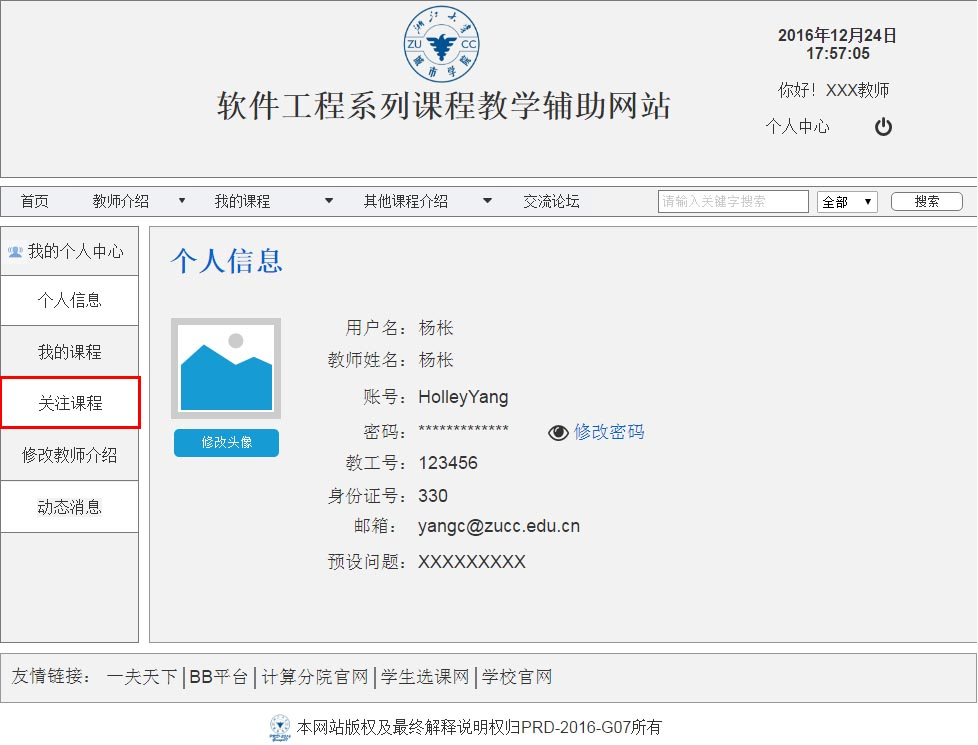 浙江大学
ZU CC
城市学院
2016年12月24日
17:57:05
软件工程系列课程教学辅助网站
你好！XXX教师
个人中心
首页 教师介绍 ▼ 我的课程 ▼ 其他课程介绍 ▼ 交流论坛 请输入关键字搜索 全部 ▼ 搜索
我的个人中心
个人信息
我的课程
关注课程
修改教师介绍
动态消息
个人信息
修改头像
用户名： 杨枨
教师姓名： 杨枨
账号： HolleyYang
密码： ************* 修改密码
教工号： 123456
身份证号： 330
邮箱： yangc@zucc.edu.cn
预设问题： XXXXXXXXX
友情链接： 一夫天下 | BB平台 | 计算分院官网 | 学生选课网 | 学校官网
本网站版权及最终解释说明权归PRD-2016-G07所有